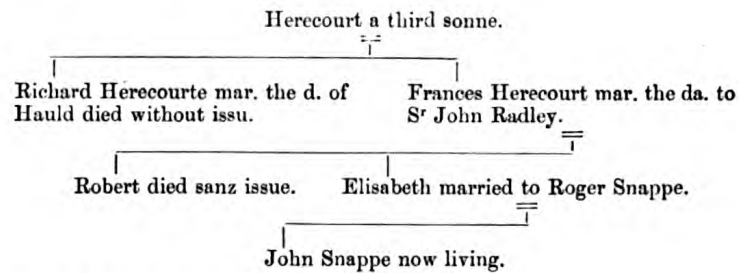 Herecourt a third sonne.
Richard Herecourte mar. the d. of
Hauld died without issu.
Frances Herecourt mar. the da. to
Sʳ John Radley.
Robert died sanz issue.
Elisabeth married to Roger Snappe.
John Snappe now living.